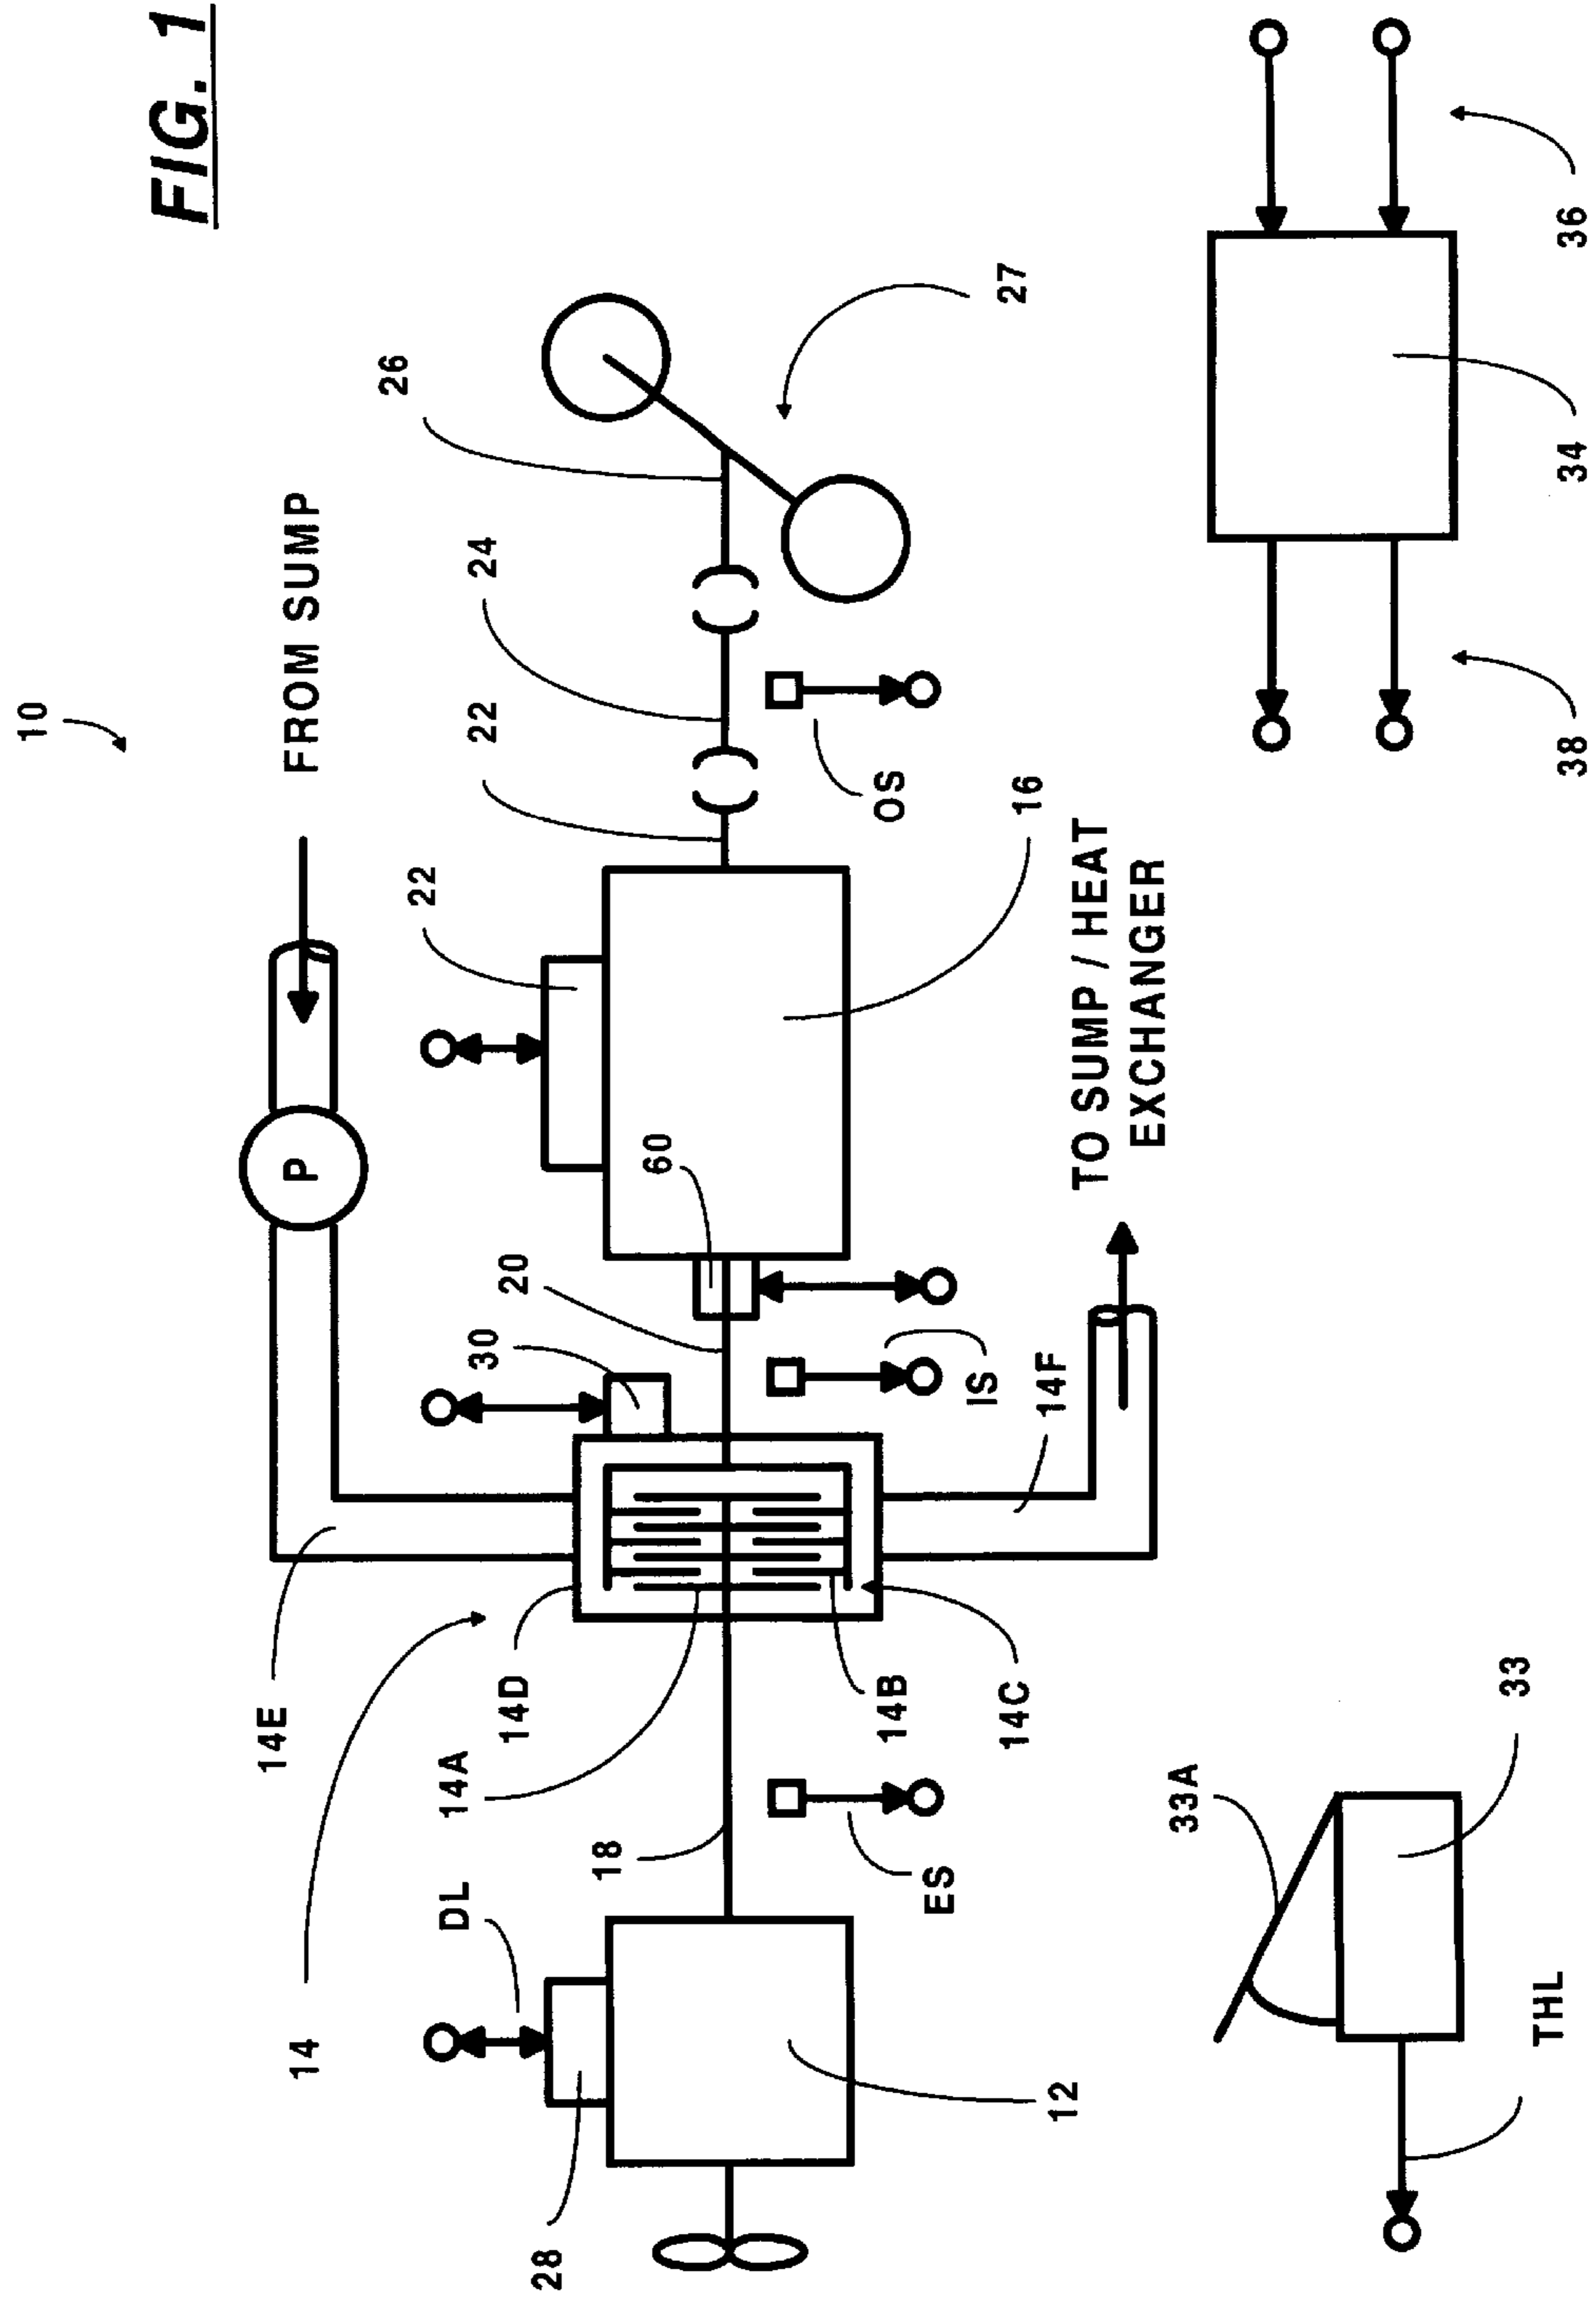 FIG. 1
10
FROM SUMP
26
27
24
22
22
OS
16
P
60
20
30
IS
14F
TO SUMP / HEAT
EXCHANGER
14E
14
14D
14A
14B
14C
18
DL
ES
28
12
33A
33
THL
36
34
38